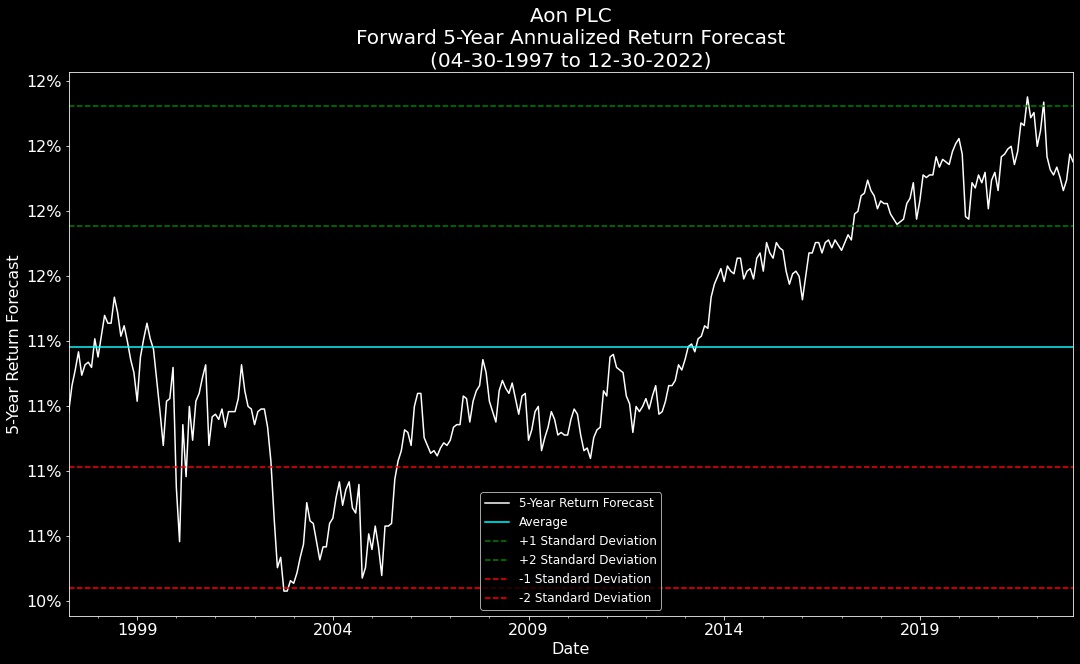 Aon PLC
Forward 5-Year Annualized Return Forecast
(04-30-1997 to 12-30-2022)
12%
12%
12%
12%
11%
11%
11%
11%
10%
5-Year Return Forecast
5-Year Return Forecast
Average
+1 Standard Deviation
+2 Standard Deviation
-1 Standard Deviation
-2 Standard Deviation
1999
2004
2009
2014
2019
Date